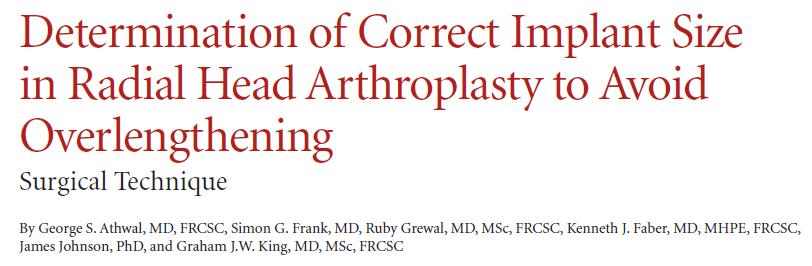 Determination of Correct Implant Size
in Radial Head Arthroplasty to Avoid
Overlengthening
Surgical Technique
By George S. Athwal, MD, FRCSC, Simon G. Frank, MD, Ruby Grewal, MD, MSc, FRCSC, Kenneth J. Faber, MD, MHPE, FRCSC,
James Johnson, PhD, and Graham J.W. King, MD, MSc, FRCSC